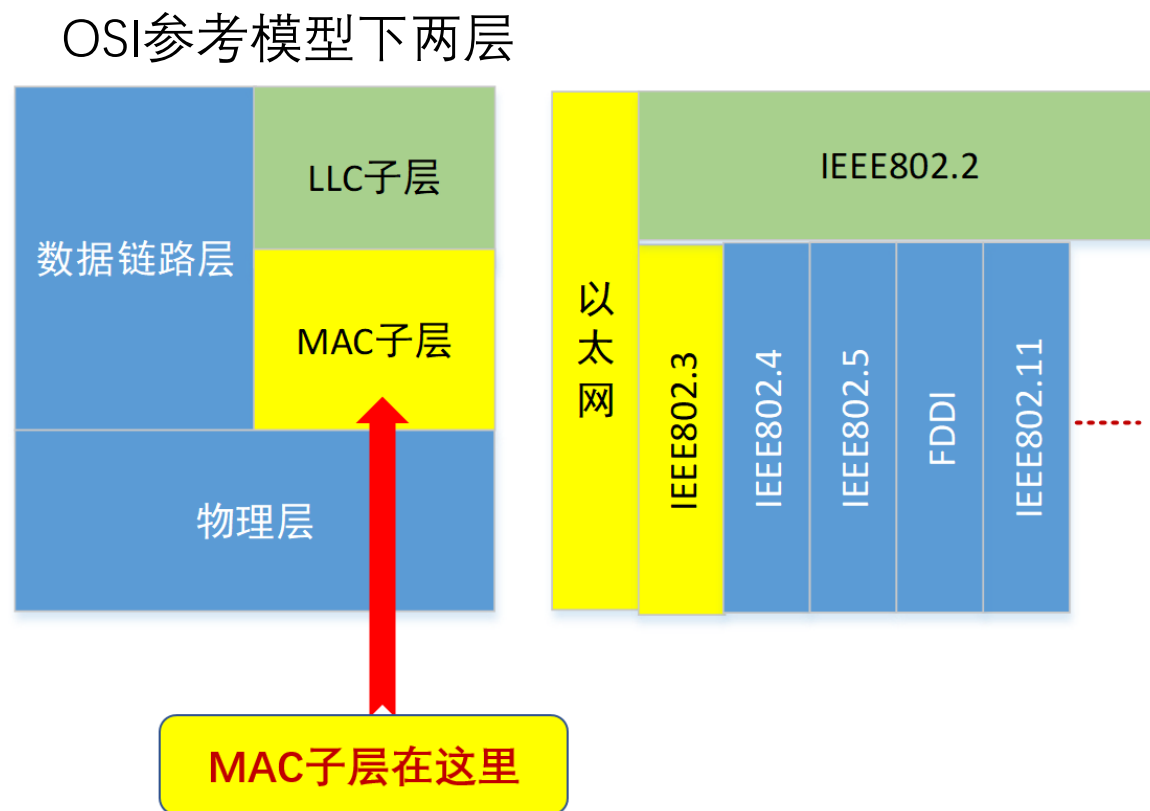 OSI参考模型下两层
数据链路层
LLC子层
MAC子层
物理层
MAC子层在这里
以太网
IEEE802.2
IEEE802.3
IEEE802.4
IEEE802.5
FDDI
IEEE802.11